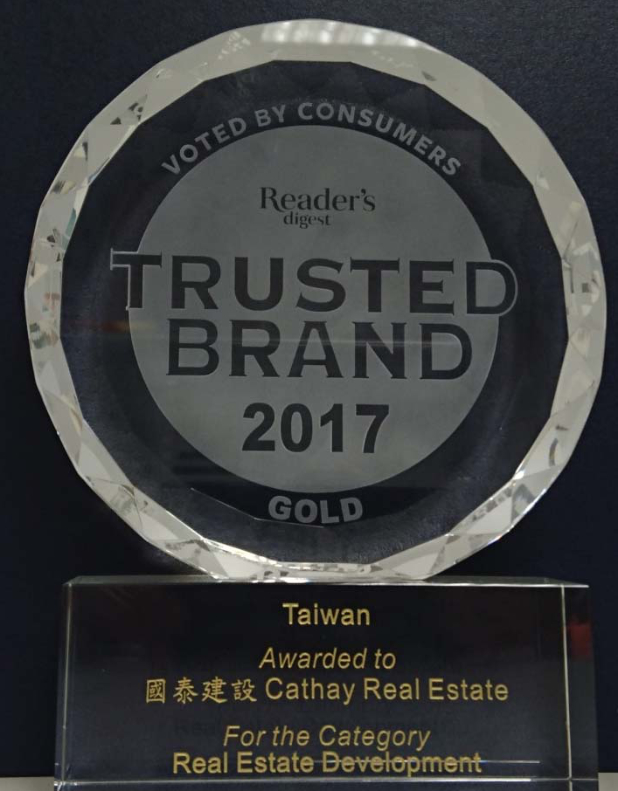 VOTED BY CONSUMERS
Reader's
digest
TRUSTED
BRAND
2017
GOLD
Taiwan
Awarded to
國泰建設 Cathay Real Estate
For the Category
Real Estate Development